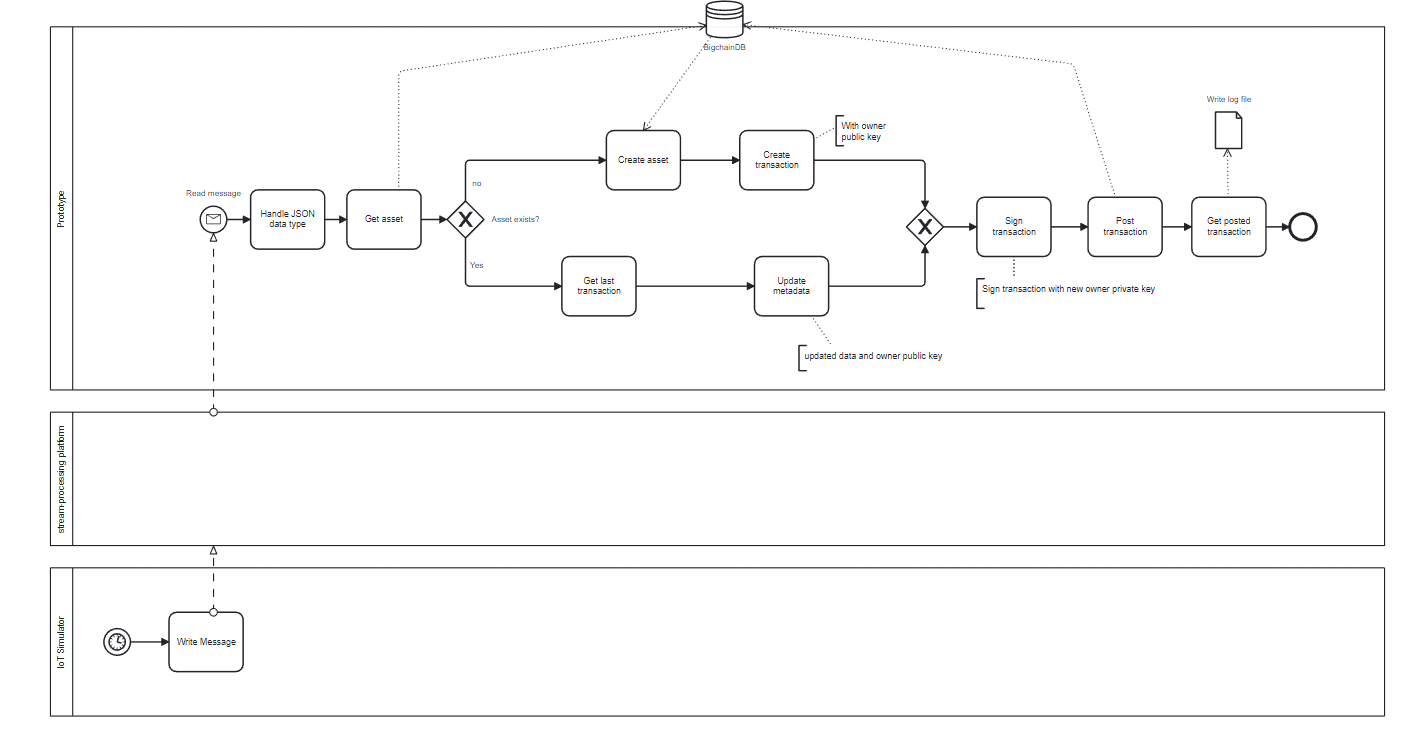 BigchainDB
Prototype
Write log file
With owner
public key
Create asset
Create
transaction
no
Read message
Handle JSON
data type
Get asset
Asset exists?
Sign
transaction
Post
transaction
Get posted
transaction
Yes
Get last
transaction
Update
metadata
Sign transaction with new owner private key
updated data and owner public key
stream-processing platform
IoT Simulator
Write Message